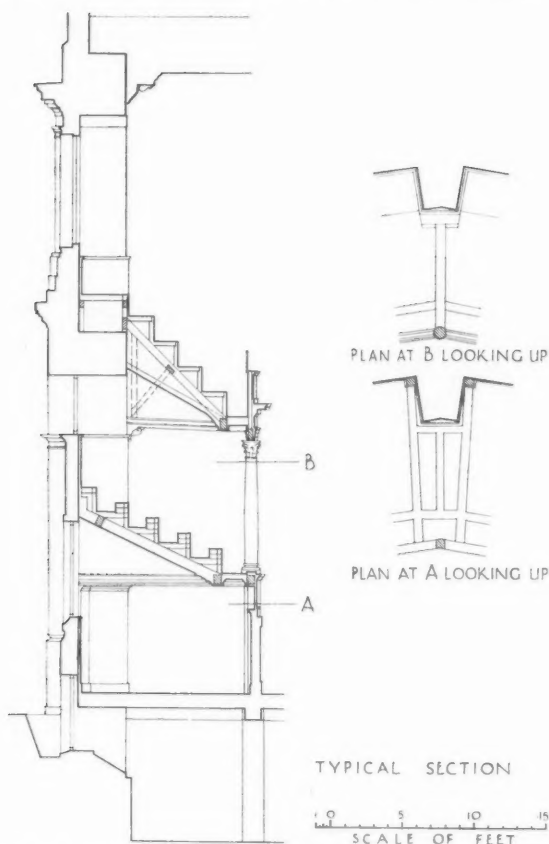 PLAN AT B LOOKING UP
B
PLAN AT A LOOKING UP
A
TYPICAL SECTION
0 5 10 15
SCALE OF FEET